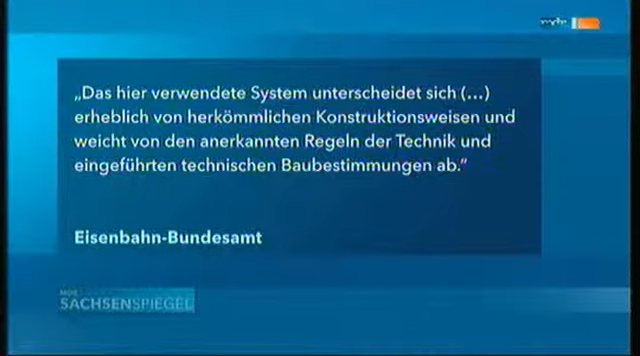 mdr
„Das hier verwendete System unterscheidet sich (...)
erheblich von herkömmlichen Konstruktionsweisen und
weicht von den anerkannten Regeln der Technik und
eingeführten technischen Baubestimmungen ab.“
Eisenbahn-Bundesamt
MDR
SACHSENSPIEGEL